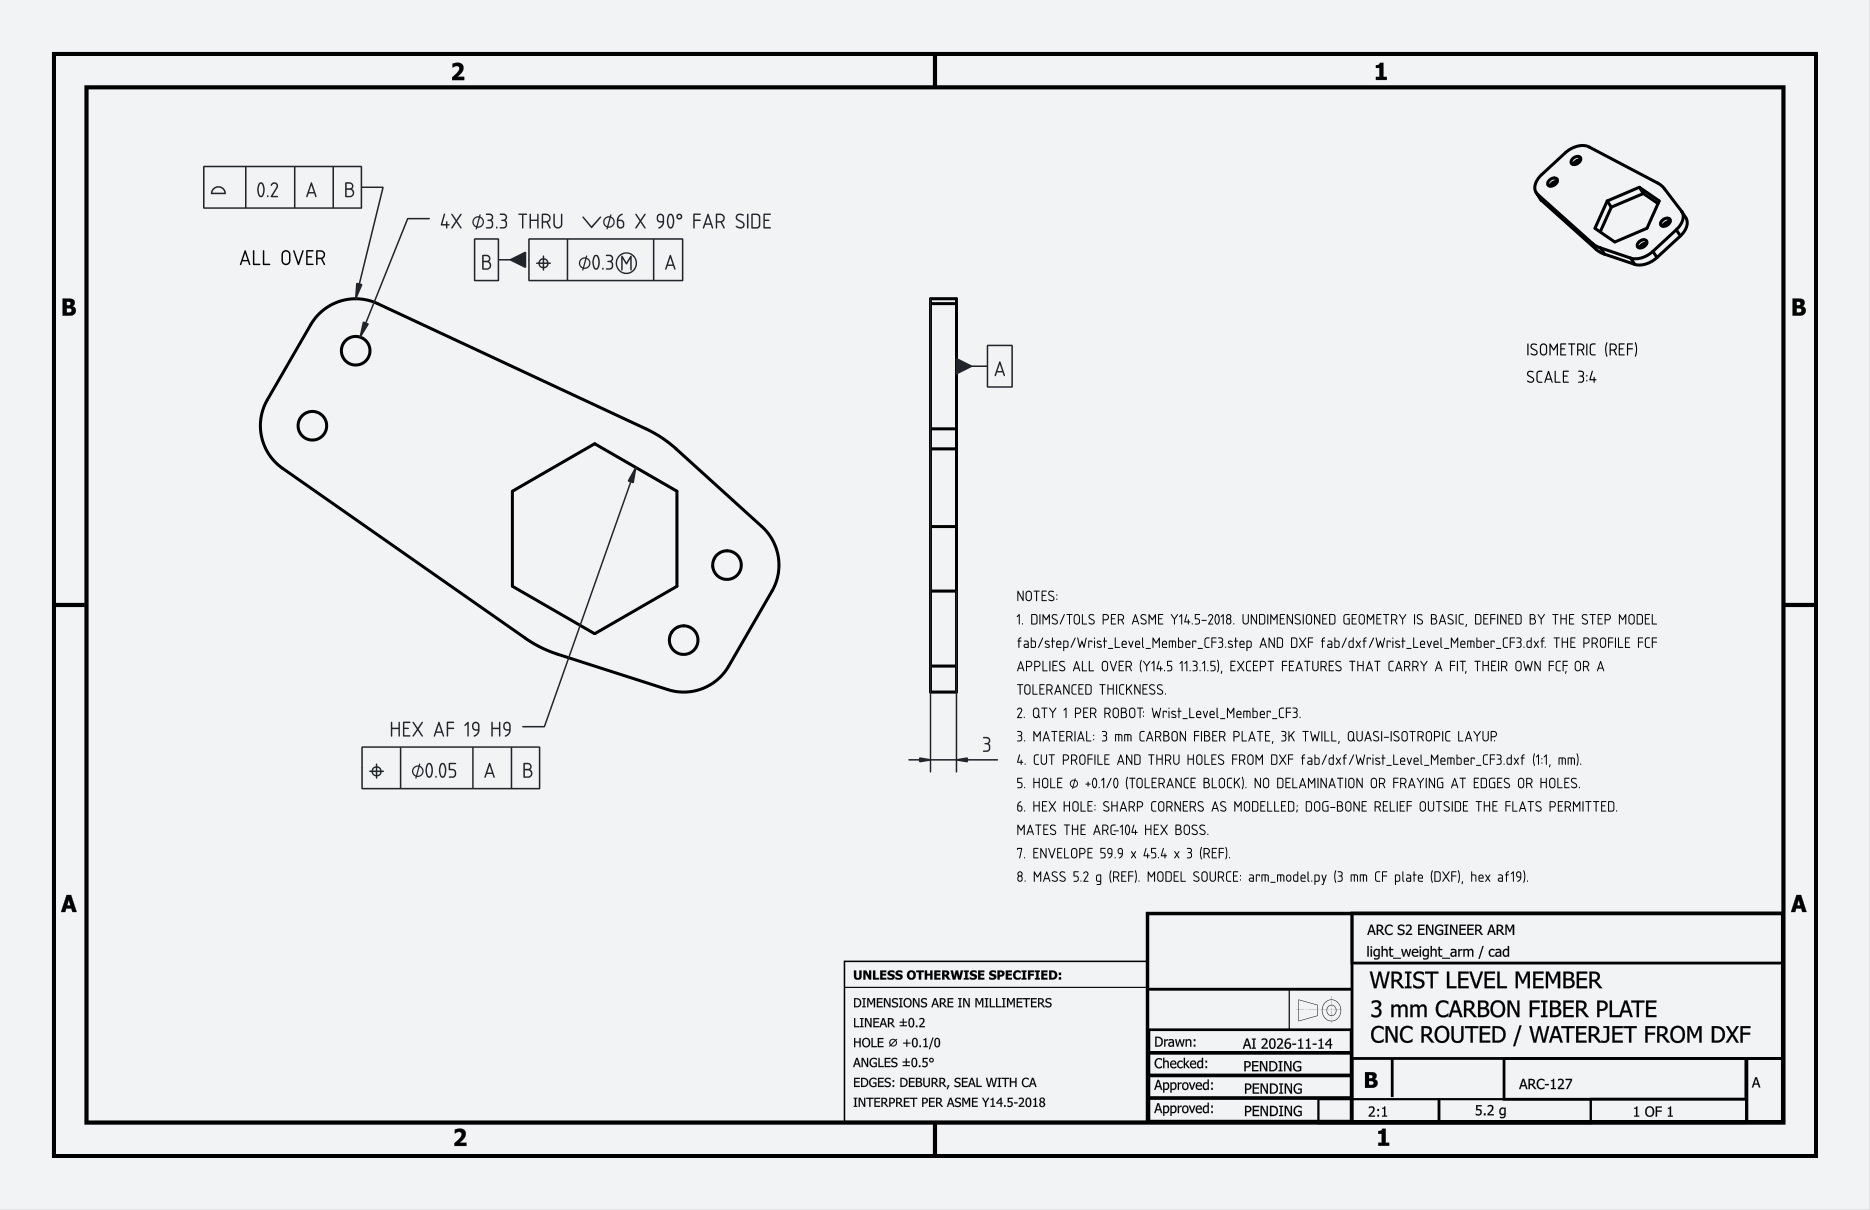 2
1
0.2 A B
4X Ø3.3 THRU ⌵Ø6 X 90° FAR SIDE
ALL OVER
B ⌖ Ø0.3Ⓜ A
B
B
A
ISOMETRIC (REF)
SCALE 3:4
HEX AF 19 H9
⌖ Ø0.05 A B
3
NOTES:
1. DIMS/TOLS PER ASME Y14.5-2018. UNDIMENSIONED GEOMETRY IS BASIC, DEFINED BY THE STEP MODEL
fab/step/Wrist_Level_Member_CF3.step AND DXF fab/dxf/Wrist_Level_Member_CF3.dxf. THE PROFILE FCF
APPLIES ALL OVER (Y14.5 11.3.1.5), EXCEPT FEATURES THAT CARRY A FIT, THEIR OWN FCF, OR A
TOLERANCED THICKNESS.
2. QTY 1 PER ROBOT: Wrist_Level_Member_CF3.
3. MATERIAL: 3 mm CARBON FIBER PLATE, 3K TWILL, QUASI-ISOTROPIC LAYUP.
4. CUT PROFILE AND THRU HOLES FROM DXF fab/dxf/Wrist_Level_Member_CF3.dxf (1:1, mm).
5. HOLE Ø +0.1/0 (TOLERANCE BLOCK). NO DELAMINATION OR FRAYING AT EDGES OR HOLES.
6. HEX HOLE: SHARP CORNERS AS MODELLED; DOG-BONE RELIEF OUTSIDE THE FLATS PERMITTED.
MATES THE ARC-104 HEX BOSS.
7. ENVELOPE 59.9 x 45.4 x 3 (REF).
8. MASS 5.2 g (REF). MODEL SOURCE: arm_model.py (3 mm CF plate (DXF), hex af19).
A
A
UNLESS OTHERWISE SPECIFIED:
DIMENSIONS ARE IN MILLIMETERS
LINEAR ±0.2
HOLE Ø +0.1/0
ANGLES ±0.5°
EDGES: DEBURR, SEAL WITH CA
INTERPRET PER ASME Y14.5-2018
Drawn: AI 2026-11-14
Checked: PENDING
Approved: PENDING
Approved: PENDING
ARC S2 ENGINEER ARM
light_weight_arm / cad
WRIST LEVEL MEMBER
3 mm CARBON FIBER PLATE
CNC ROUTED / WATERJET FROM DXF
B ARC-127 A
2:1 5.2 g 1 OF 1
2
1